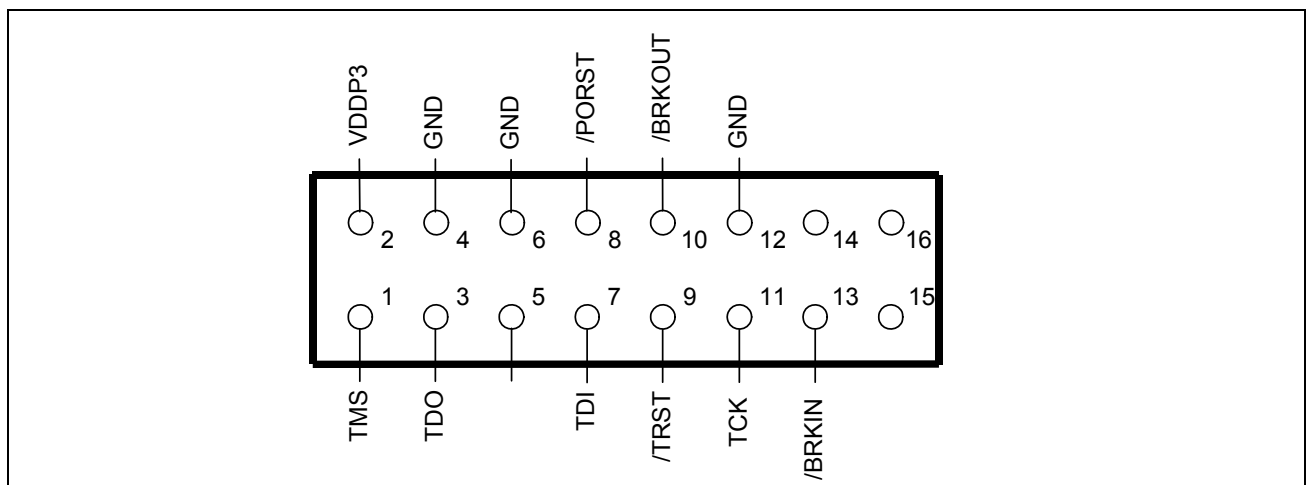 VDDP3
GND
GND
/PORST
/BRKOUT
GND
2
4
6
8
10
12
14
16
1
3
5
7
9
11
13
15
TMS
TDO
TDI
/TRST
TCK
/BRKIN